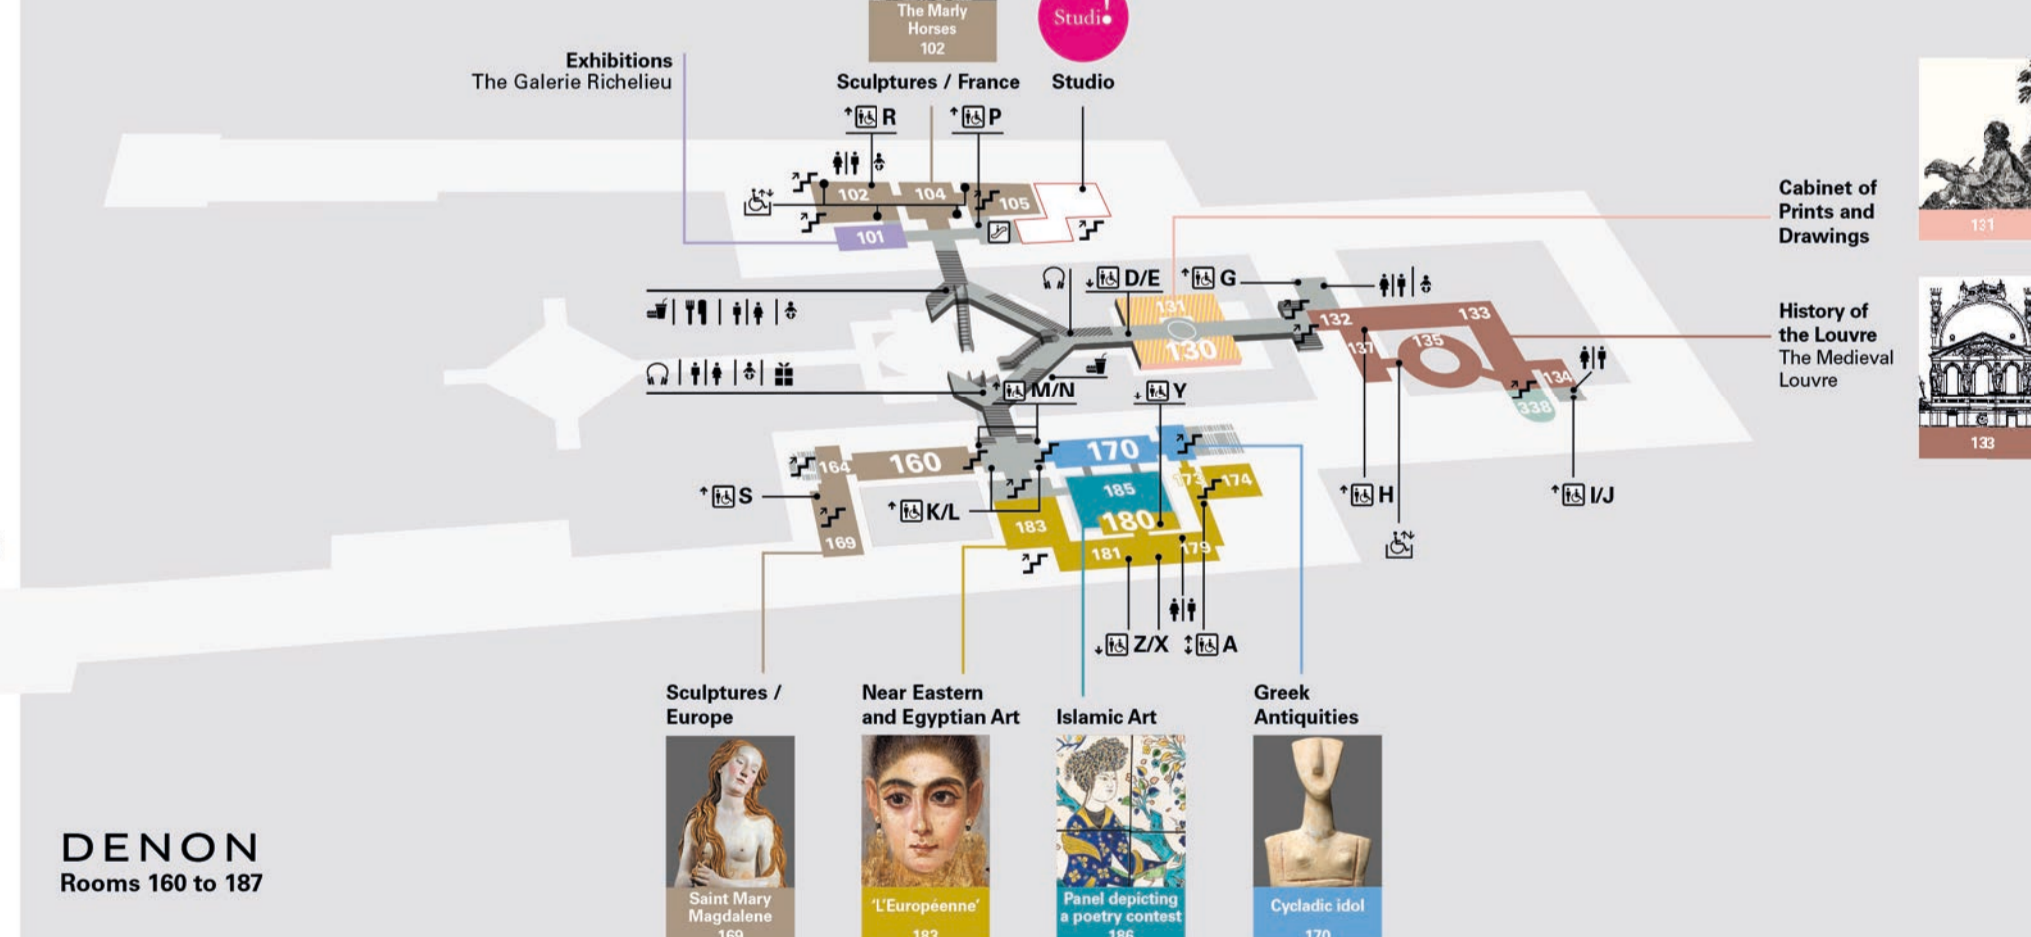 The Marly
Horses
102
Studi!
Exhibitions
The Galerie Richelieu
Sculptures / France
Studio
R
P
102
104
105
101
Cabinet of
Prints and
Drawings
131
D/E
G
131
130
132
133
137
135
134
338
History of
the Louvre
The Medieval
Louvre
133
M/N
Y
164
160
170
173
174
185
180
183
181
179
169
S
K/L
H
I/J
Z/X
A
Sculptures /
Europe
Near Eastern
and Egyptian Art
Islamic Art
Greek
Antiquities
Saint Mary
Magdalene
169
'L'Européenne'
183
Panel depicting
a poetry contest
186
Cycladic idol
170
DENON
Rooms 160 to 187